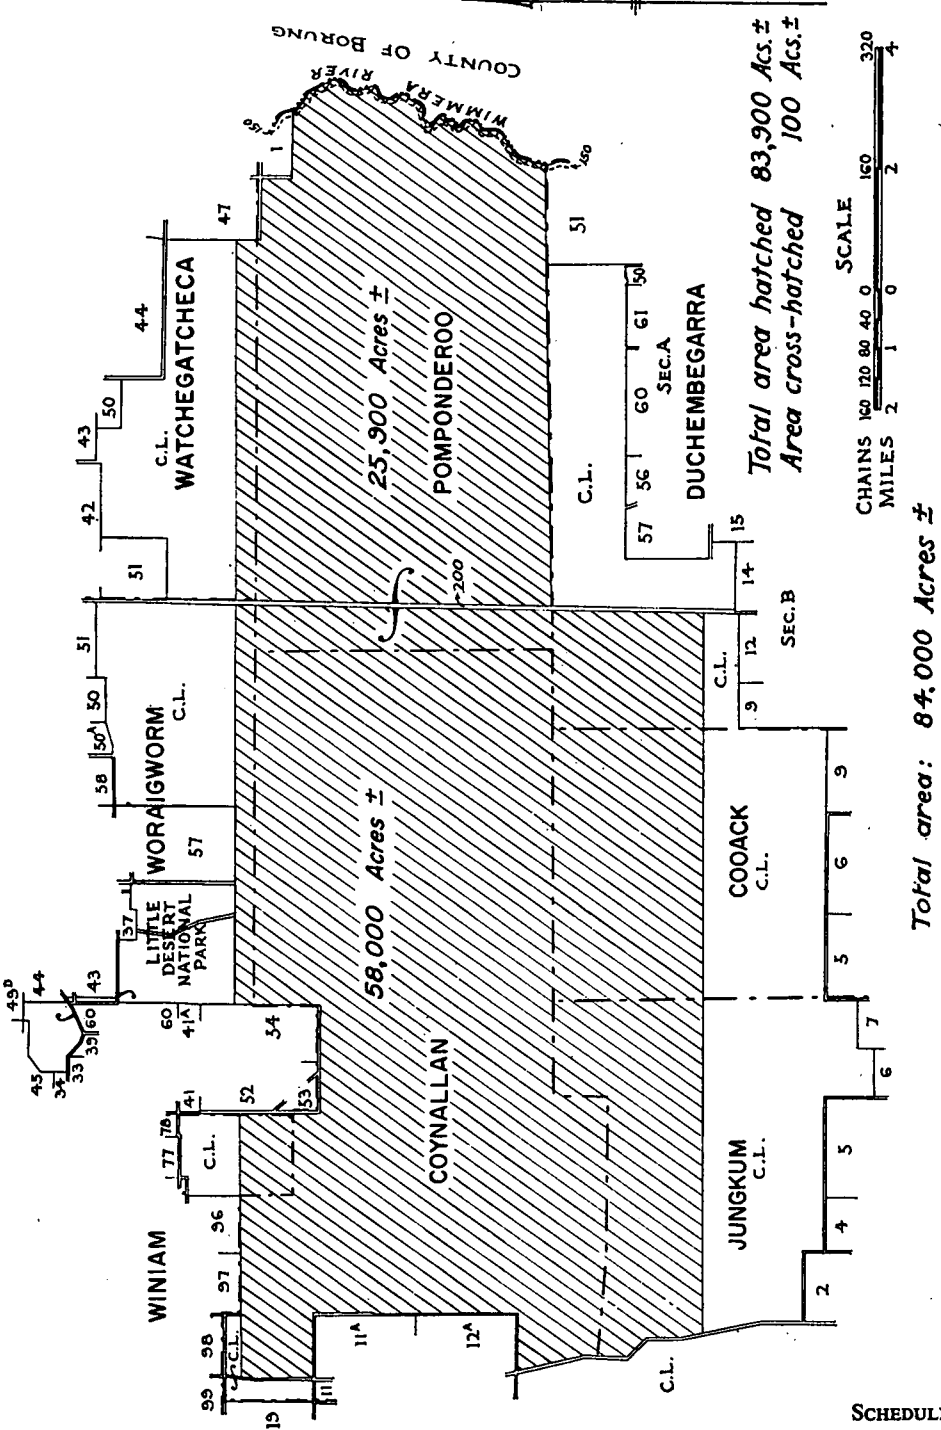 COUNTY OF BORUNG
WIMMERA
RIVER
150
150
1
47
44
WATCHEGATCHECA
C.L.
50
43
42
51
25,900 Acres ±
POMPONDEROO
51
50
61
SEC.A
60
56
57
C.L.
DUCHEMBEGARRA
15
14
SEC.B
12
C.L.
9
200
51
50
50A
58
WORAIGWORM
C.L.
57
LITTLE
DESERT
NATIONAL
PARK
37
43
44
49D
45
34
33
39
60
60
41A
54
58,000 Acres ±
COYNALLAN
COOACK
C.L.
9
6
5
7
6
JUNGKUM
C.L.
5
4
2
41
52
53
78
77
C.L.
WINIAM
96
97
98
C.L.
99
19
11
11A
12A
C.L.
Total area hatched 83,900 Acs.±
Area cross-hatched 100 Acs.±
SCALE
CHAINS 160 120 80 40 0 160 320
MILES 2 1 0 2 4
Total area: 84,000 Acres ±
SCHEDULE